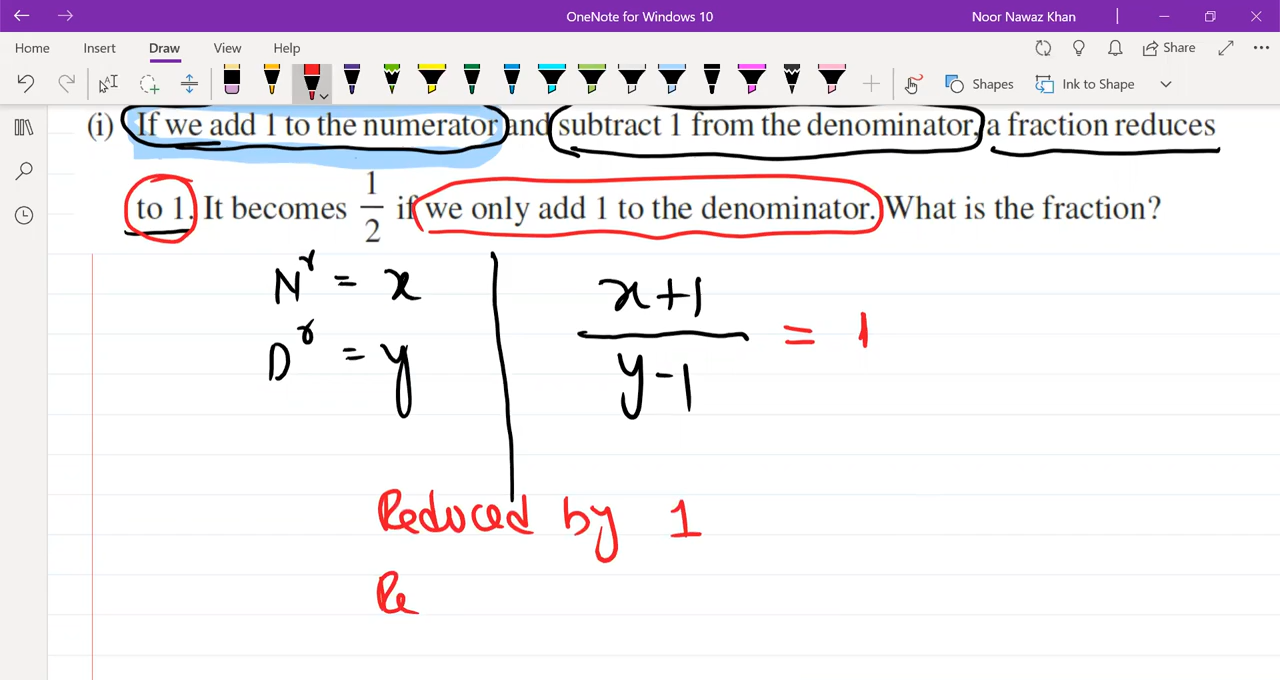 OneNote for Windows 10
Noor Nawaz Khan
Home Insert Draw View Help
Share
Shapes Ink to Shape
(i) If we add 1 to the numerator and subtract 1 from the denominator, a fraction reduces
to 1. It becomes 1/2 if we only add 1 to the denominator. What is the fraction?
Nʳ = x
Dʳ = y
x+1
y-1
= 1
Reduced by 1
Re